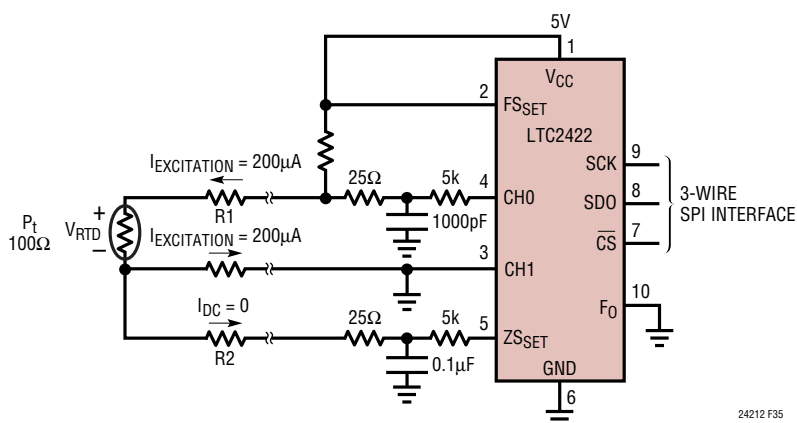 5V
1
VCC
2
FSSET
LTC2422
9
SCK
IEXCITATION = 200µA
25Ω
5k
4
CH0
8
SDO
3-WIRE
SPI INTERFACE
R1
1000pF
Pt
100Ω
+
VRTD
–
IEXCITATION = 200µA
7
CS
3
CH1
10
FO
IDC = 0
25Ω
5k
5
ZSSET
R2
0.1µF
GND
6
24212 F35